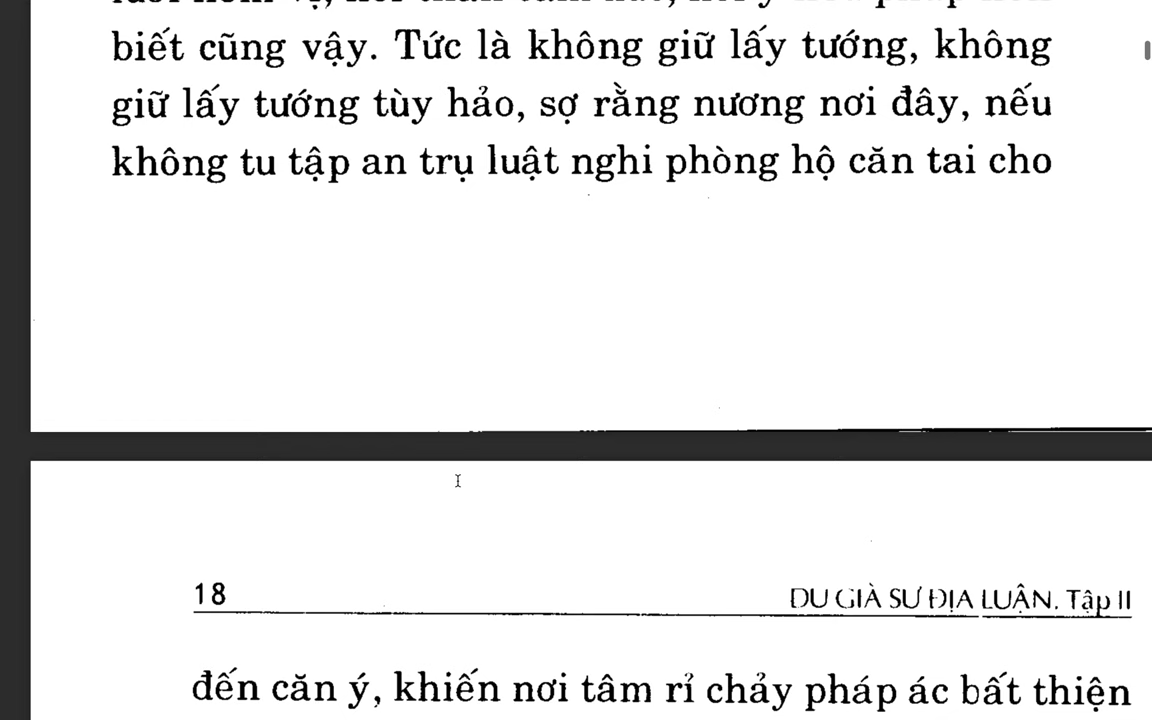 biết cũng vậy. Tức là không giữ lấy tướng, không
giữ lấy tướng tùy hảo, sợ rằng nương nơi đây, nếu
không tu tập an trụ luật nghi phòng hộ căn tai cho
18
DU GIÀ SƯ ĐỊA LUẬN. Tập II
đến căn ý, khiến nơi tâm rỉ chảy pháp ác bất thiện